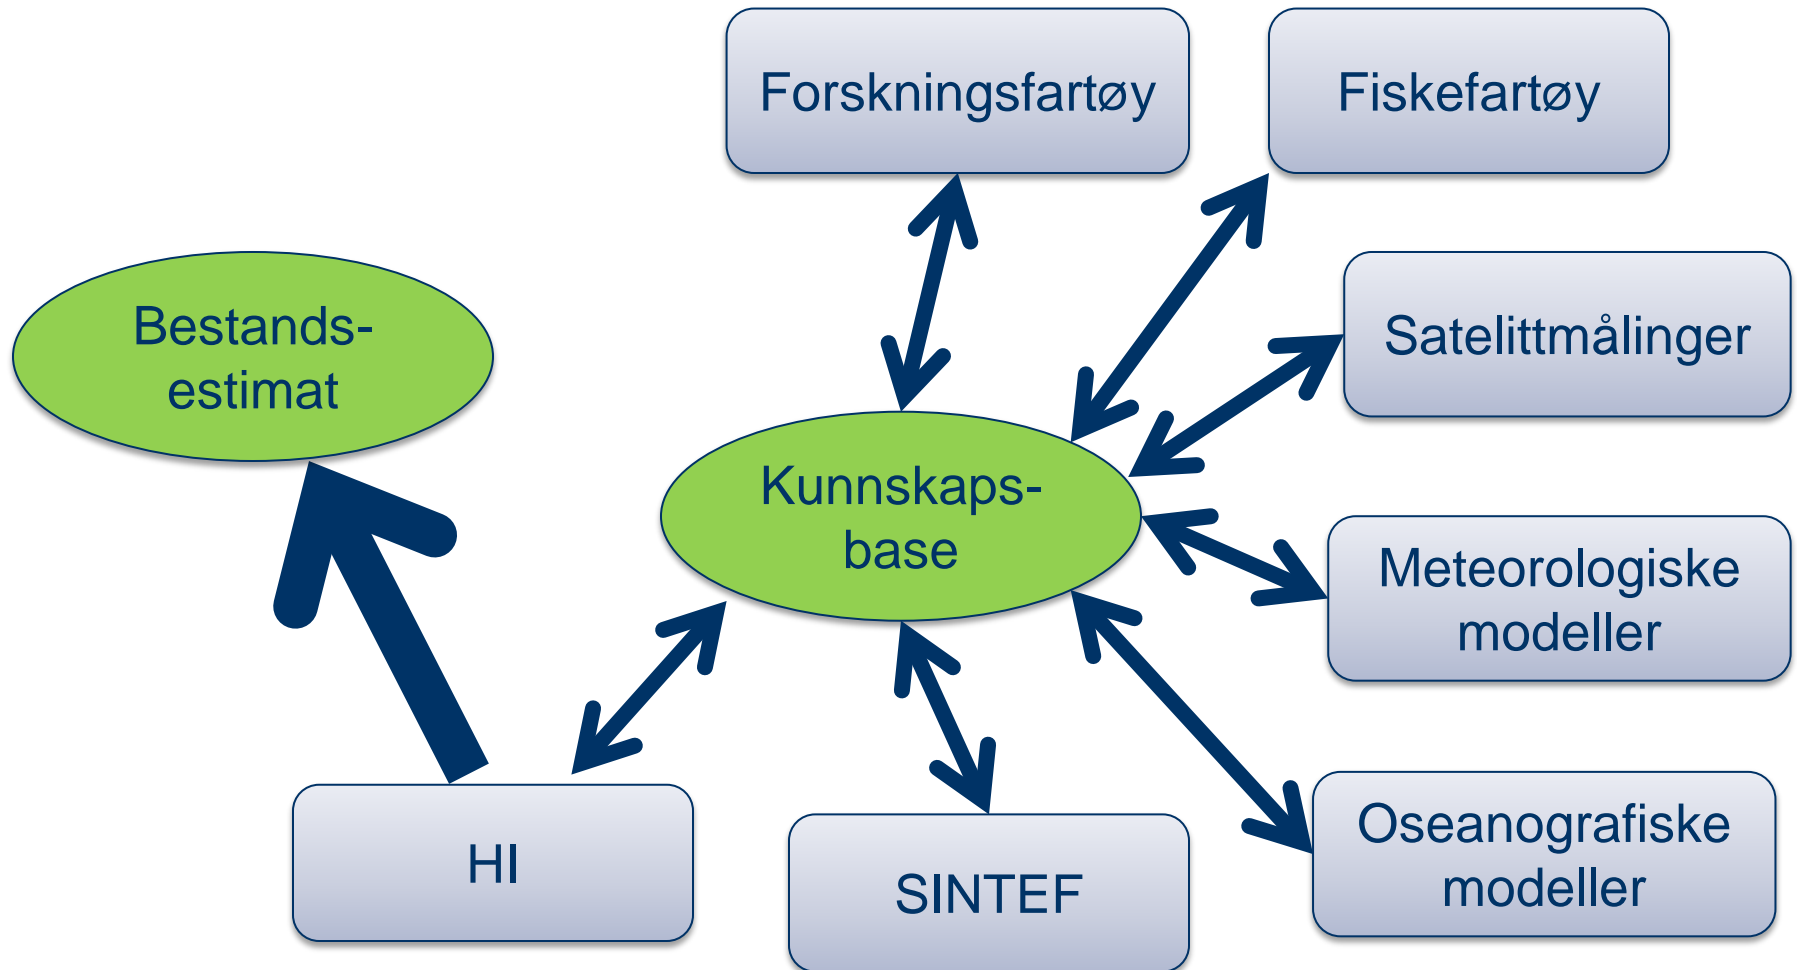 Forskningsfartøy
Fiskefartøy
Bestands-
estimat
Satelittmålinger
Kunnskaps-
base
Meteorologiske
modeller
HI
SINTEF
Oseanografiske
modeller